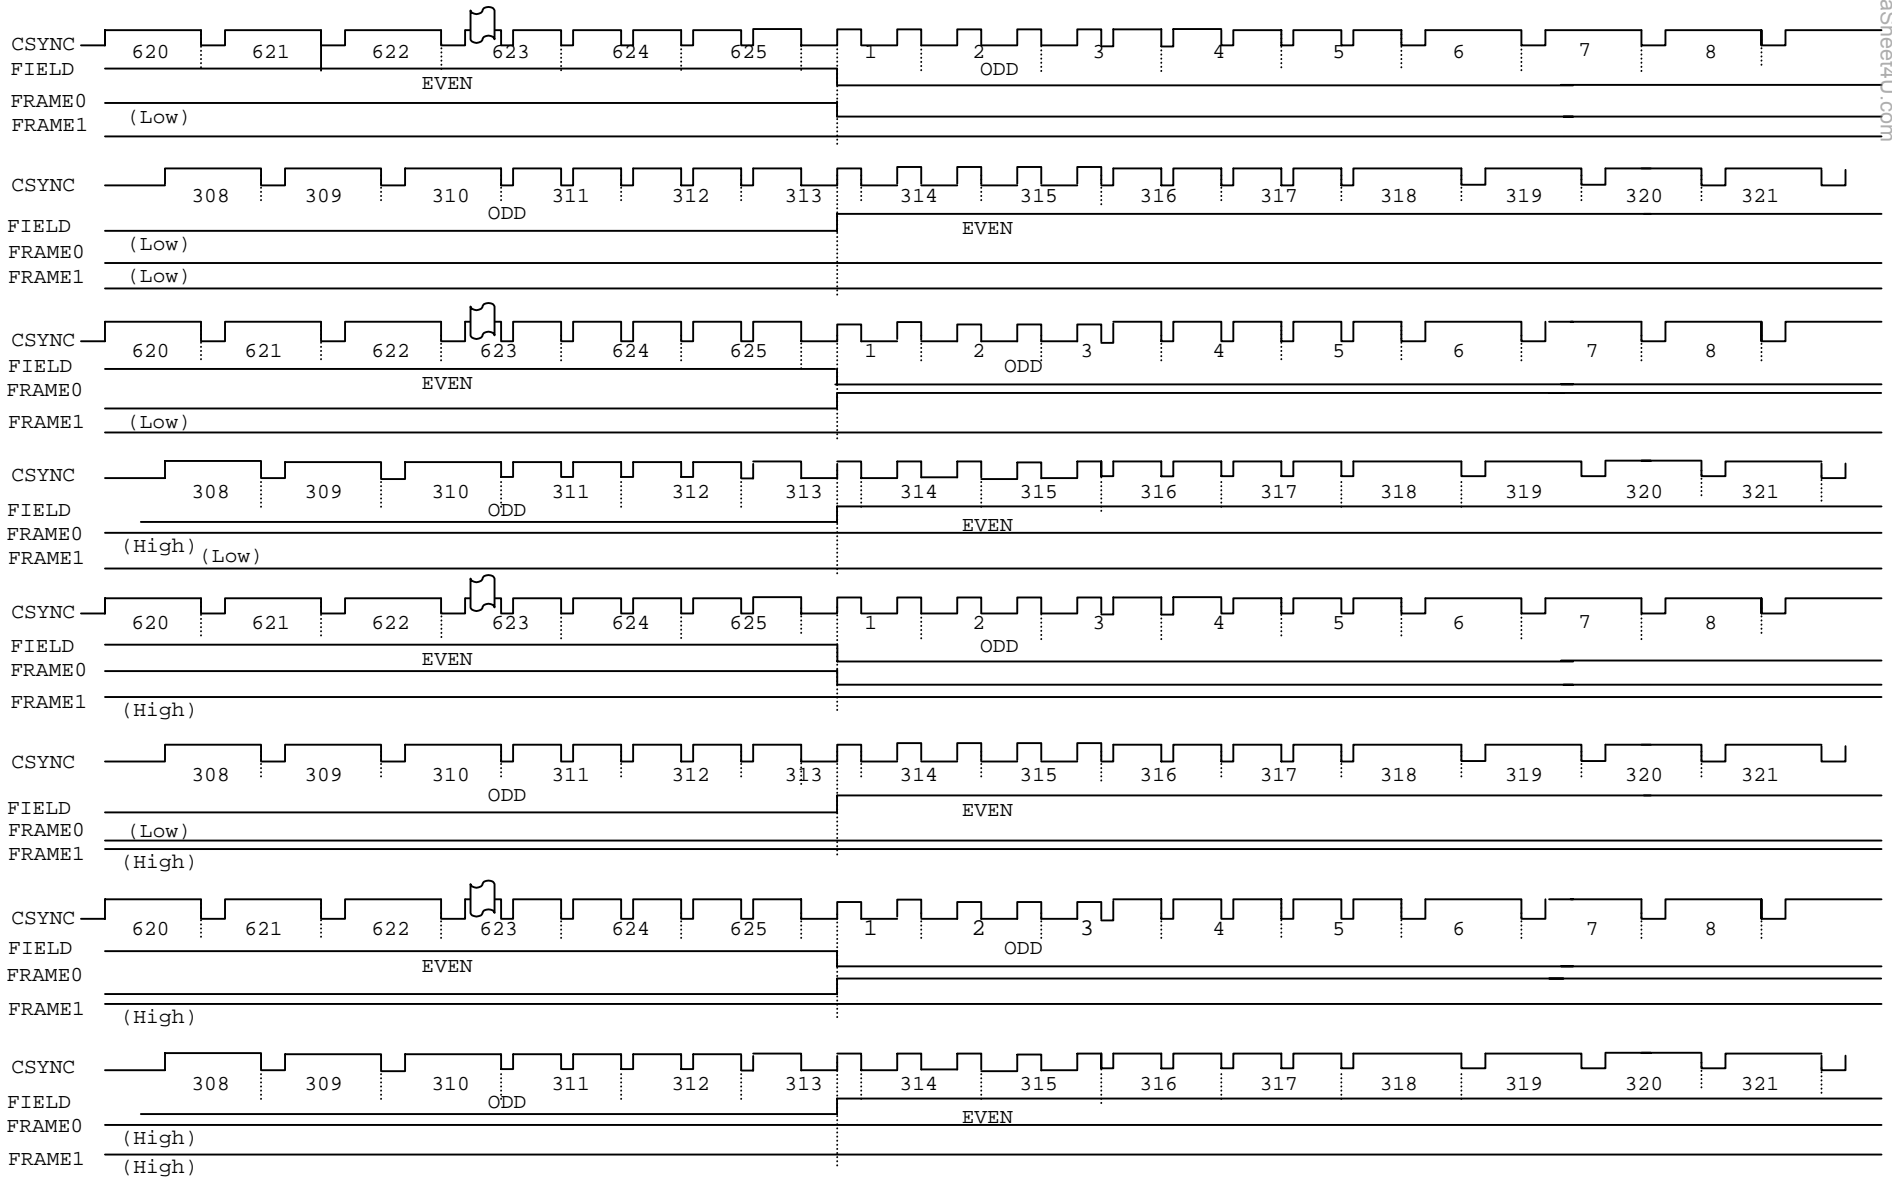 CSYNC 620 621 622 623 624 625 1 2 3 4 5 6 7 8
FIELD EVEN ODD
FRAME0
FRAME1 (Low)
CSYNC 308 309 310 311 312 313 314 315 316 317 318 319 320 321
FIELD ODD EVEN
FRAME0 (Low)
FRAME1 (Low)
CSYNC 620 621 622 623 624 625 1 2 3 4 5 6 7 8
FIELD EVEN ODD
FRAME0
FRAME1 (Low)
CSYNC 308 309 310 311 312 313 314 315 316 317 318 319 320 321
FIELD ODD EVEN
FRAME0 (High)
FRAME1 (Low)
CSYNC 620 621 622 623 624 625 1 2 3 4 5 6 7 8
FIELD EVEN ODD
FRAME0
FRAME1 (High)
CSYNC 308 309 310 311 312 313 314 315 316 317 318 319 320 321
FIELD ODD EVEN
FRAME0 (Low)
FRAME1 (High)
CSYNC 620 621 622 623 624 625 1 2 3 4 5 6 7 8
FIELD EVEN ODD
FRAME0
FRAME1 (High)
CSYNC 308 309 310 311 312 313 314 315 316 317 318 319 320 321
FIELD ODD EVEN
FRAME0 (High)
FRAME1 (High)